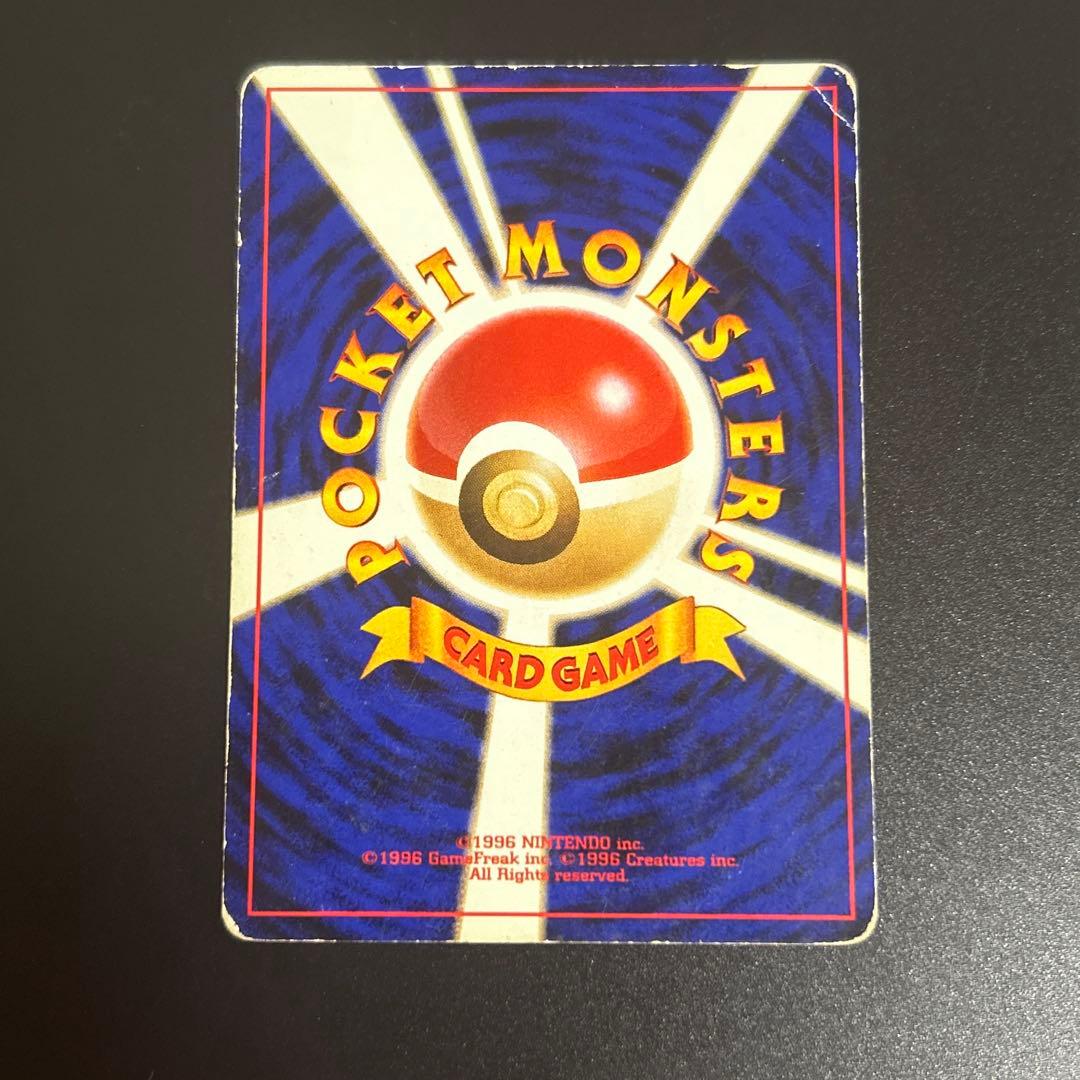 POCKET MONSTERS
CARD GAME
©1996 NINTENDO inc.
©1996 GameFreak inc. ©1996 Creatures inc.
All Rights reserved.